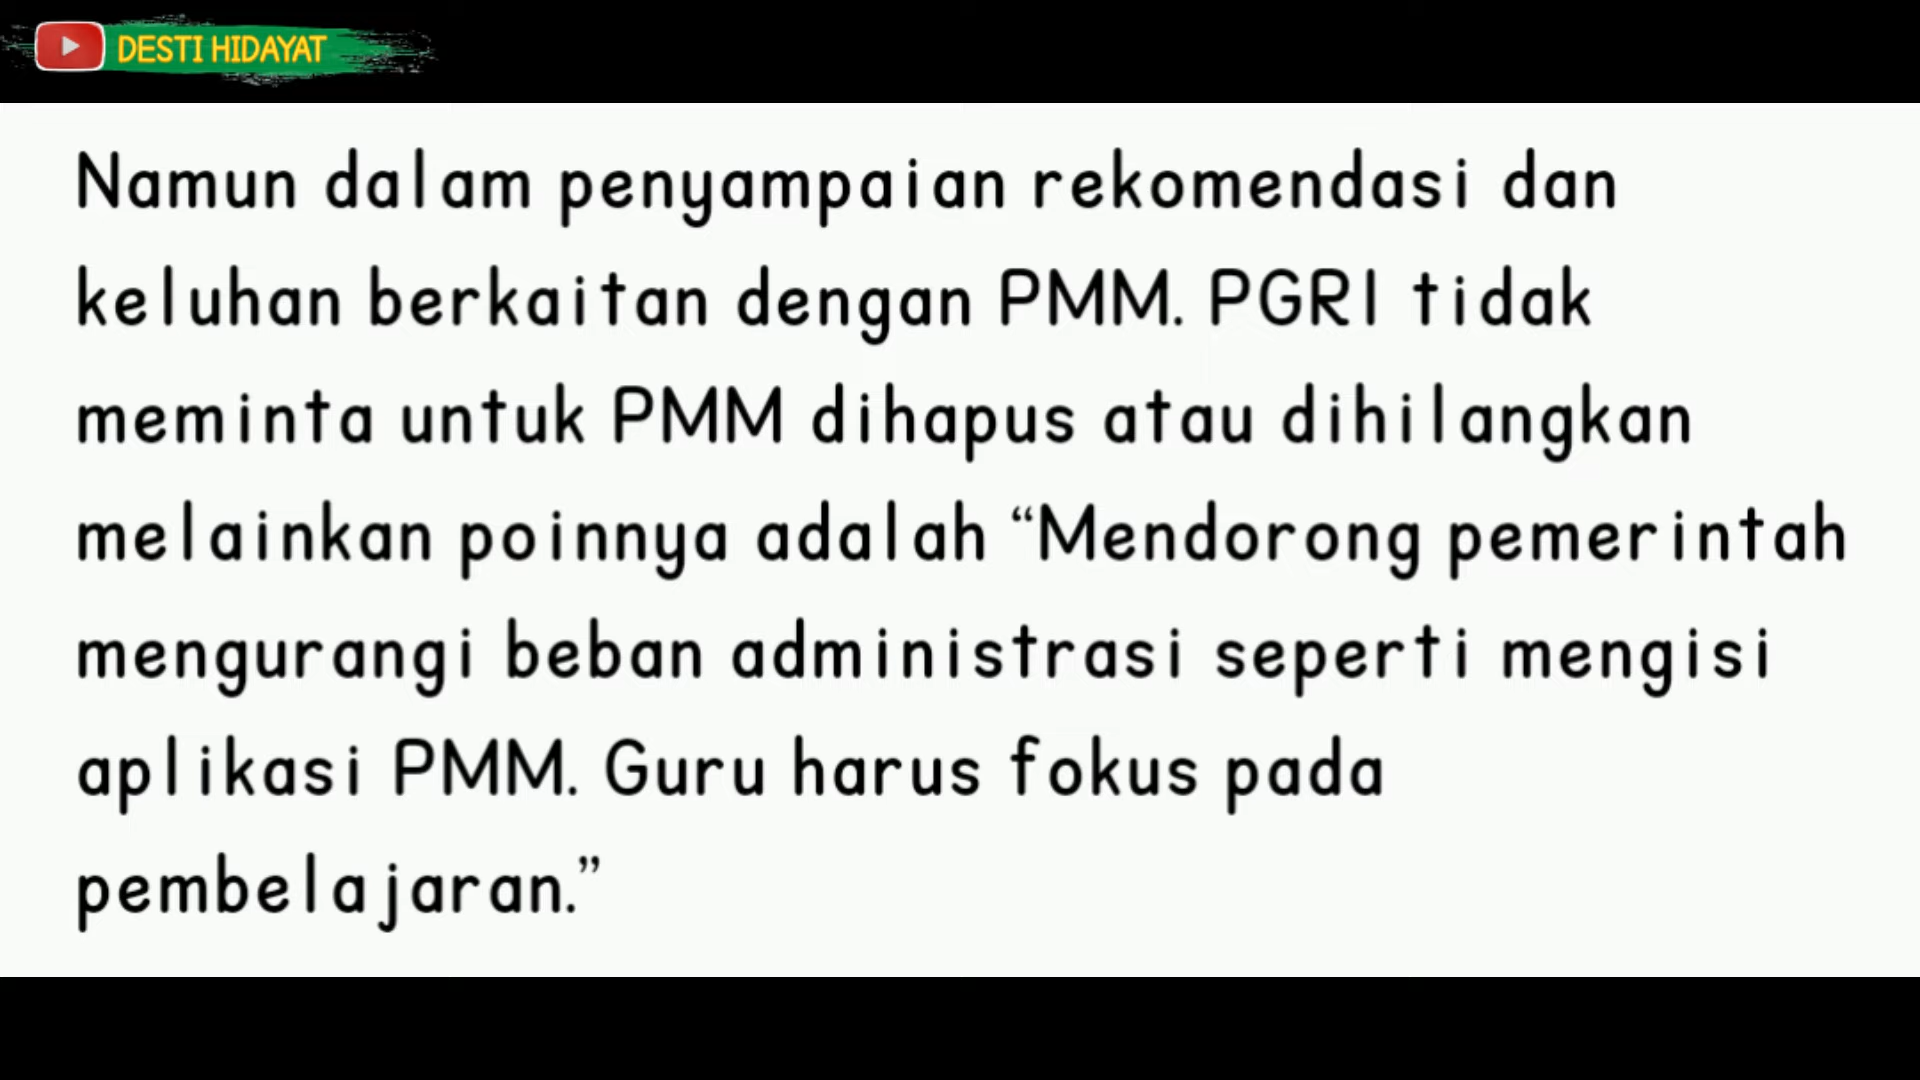 DESTI HIDAYAT
Namun dalam penyampaian rekomendasi dan
keluhan berkaitan dengan PMM. PGRI tidak
meminta untuk PMM dihapus atau dihilangkan
melainkan poinnya adalah “Mendorong pemerintah
mengurangi beban administrasi seperti mengisi
aplikasi PMM. Guru harus fokus pada
pembelajaran.”